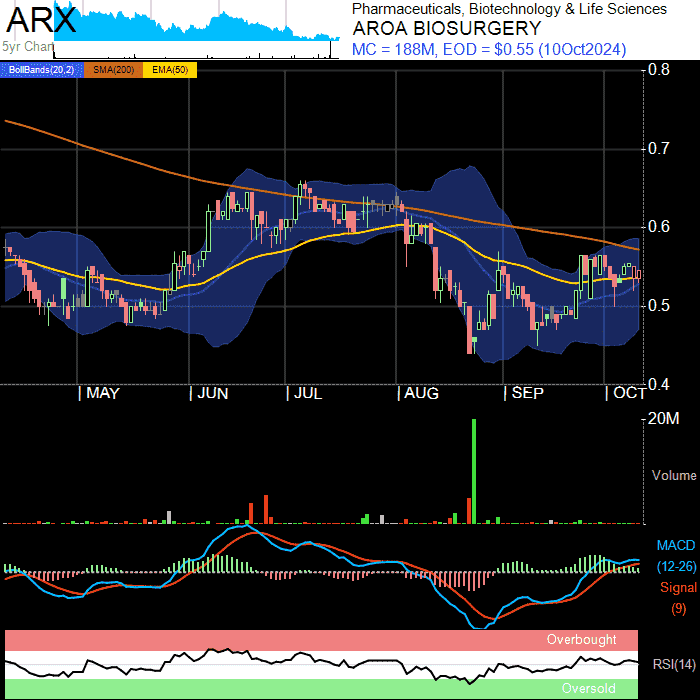 ARX
5yr Chart
Pharmaceuticals, Biotechnology & Life Sciences
AROA BIOSURGERY
MC = 188M, EOD = $0.55 (10Oct2024)
BollBands(20,2) SMA(200) EMA(50)
0.8
0.7
0.6
0.5
0.4
MAY JUN JUL AUG SEP OCT
20M
Volume
MACD
(12-26)
Signal
(9)
Overbought
RSI(14)
Oversold